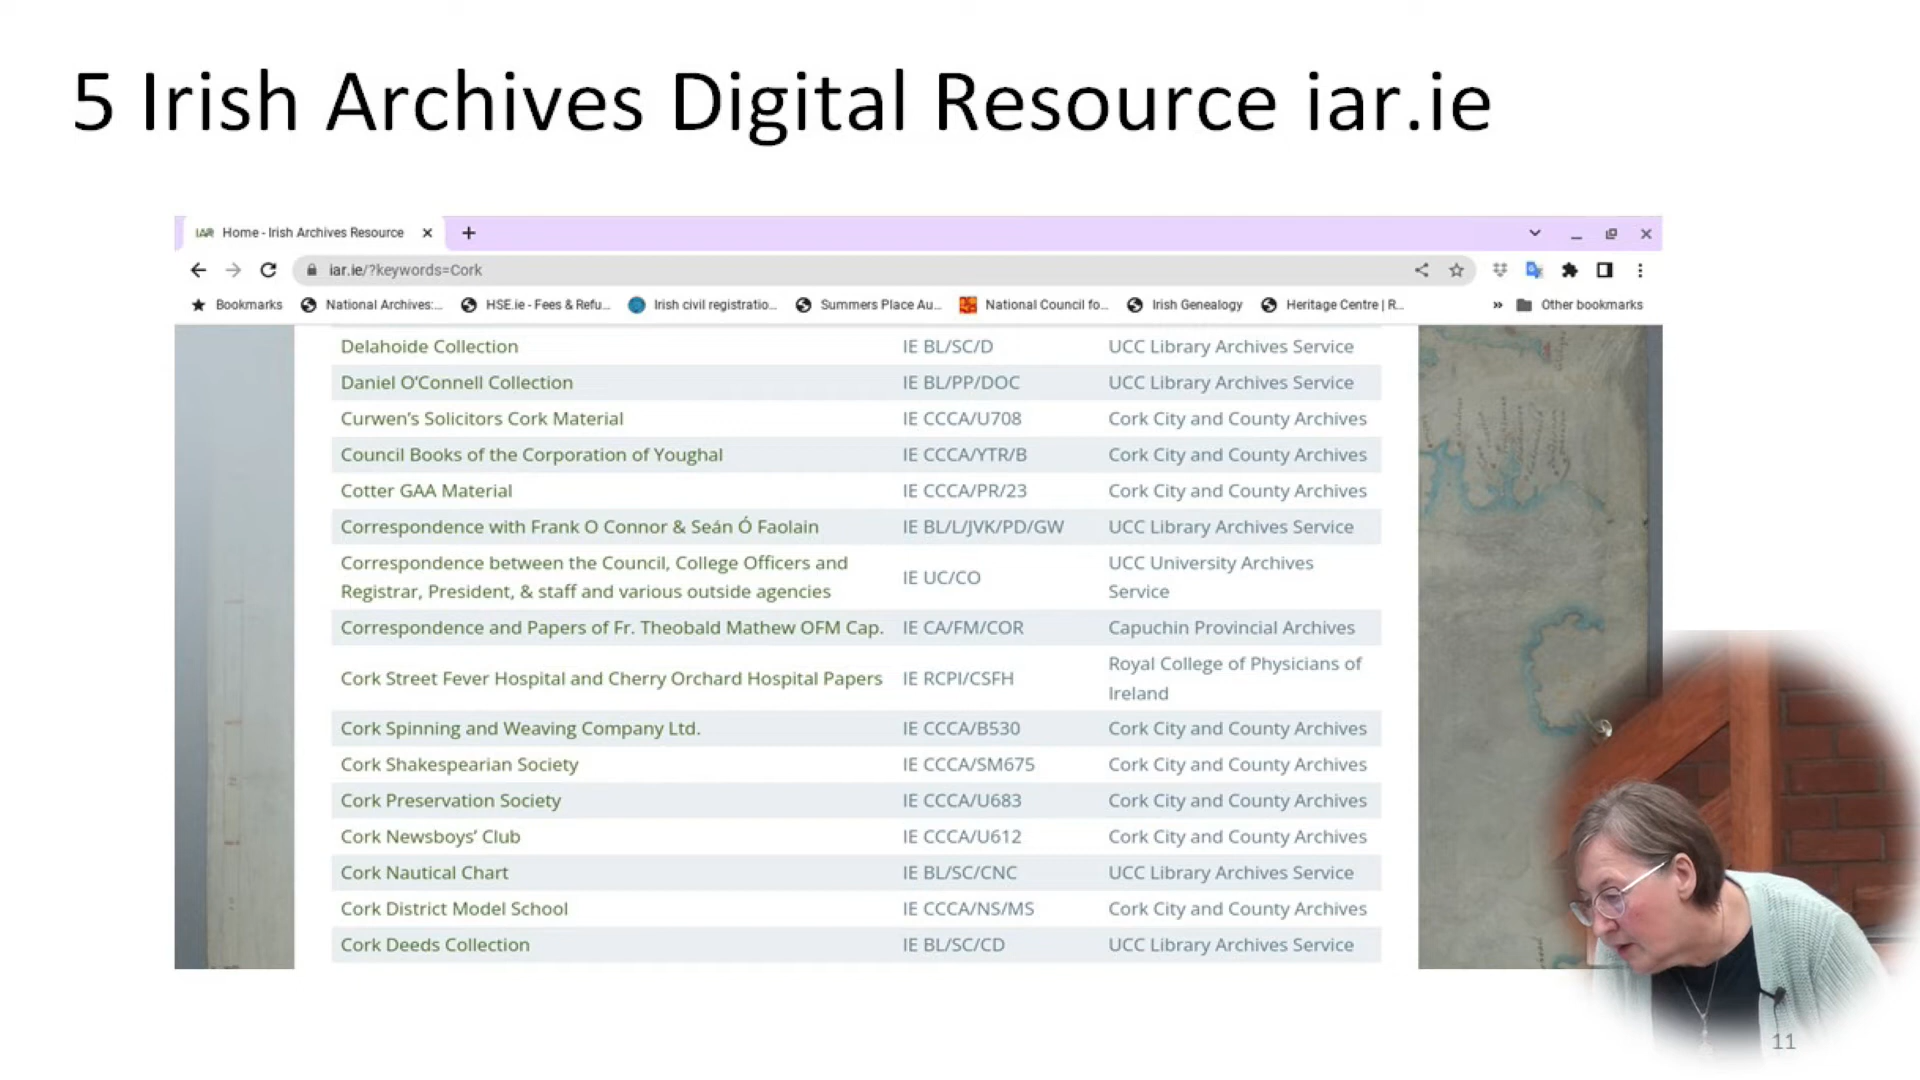 5 Irish Archives Digital Resource iar.ie
IAR Home - Irish Archives Resource
iar.ie/?keywords=Cork
Bookmarks National Archives:... HSE.ie - Fees & Refu... Irish civil registratio... Summers Place Au... National Council fo... Irish Genealogy Heritage Centre | R... » Other bookmarks
Delahoide Collection IE BL/SC/D UCC Library Archives Service
Daniel O'Connell Collection IE BL/PP/DOC UCC Library Archives Service
Curwen's Solicitors Cork Material IE CCCA/U708 Cork City and County Archives
Council Books of the Corporation of Youghal IE CCCA/YTR/B Cork City and County Archives
Cotter GAA Material IE CCCA/PR/23 Cork City and County Archives
Correspondence with Frank O Connor & Seán Ó Faolain IE BL/L/JVK/PD/GW UCC Library Archives Service
Correspondence between the Council, College Officers and
Registrar, President, & staff and various outside agencies
IE UC/CO
UCC University Archives
Service
Correspondence and Papers of Fr. Theobald Mathew OFM Cap. IE CA/FM/COR Capuchin Provincial Archives
Cork Street Fever Hospital and Cherry Orchard Hospital Papers IE RCPI/CSFH
Royal College of Physicians of
Ireland
Cork Spinning and Weaving Company Ltd. IE CCCA/B530 Cork City and County Archives
Cork Shakespearian Society IE CCCA/SM675 Cork City and County Archives
Cork Preservation Society IE CCCA/U683 Cork City and County Archives
Cork Newsboys' Club IE CCCA/U612 Cork City and County Archives
Cork Nautical Chart IE BL/SC/CNC UCC Library Archives Service
Cork District Model School IE CCCA/NS/MS Cork City and County Archives
Cork Deeds Collection IE BL/SC/CD UCC Library Archives Service
11